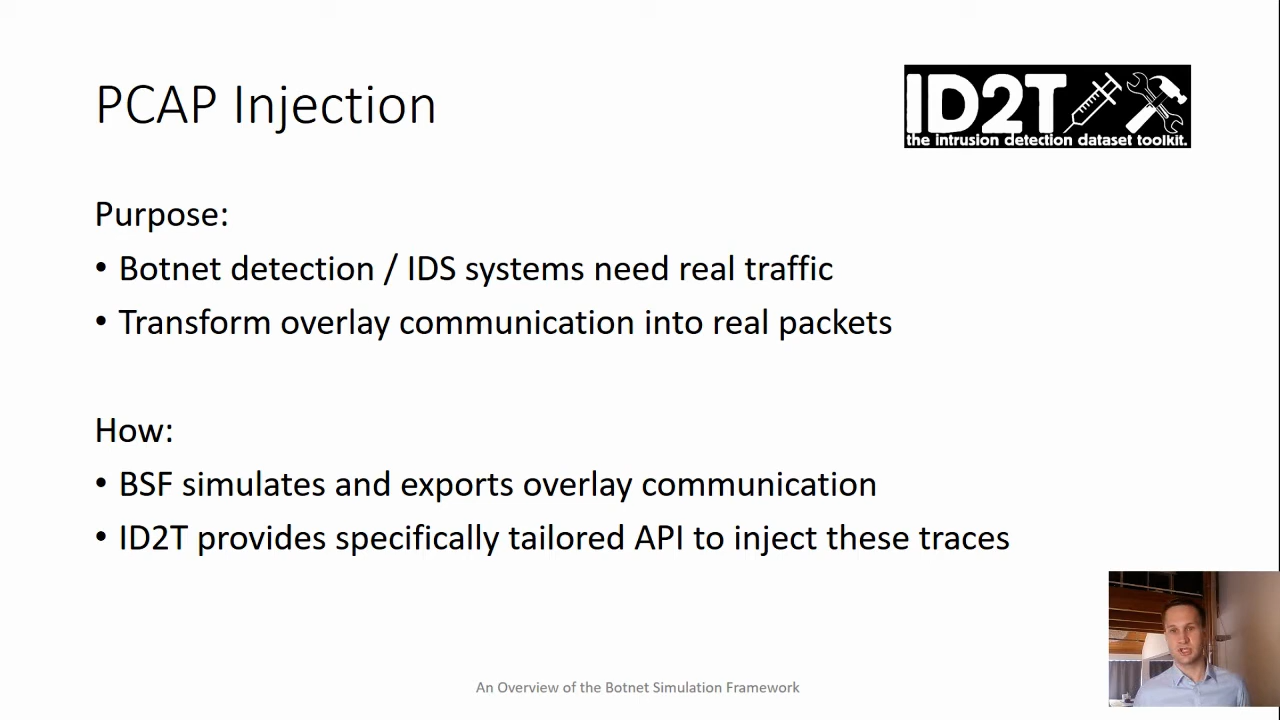 PCAP Injection
ID2T
the intrusion detection dataset toolkit.
Purpose:
• Botnet detection / IDS systems need real traffic
• Transform overlay communication into real packets
How:
• BSF simulates and exports overlay communication
• ID2T provides specifically tailored API to inject these traces
An Overview of the Botnet Simulation Framework